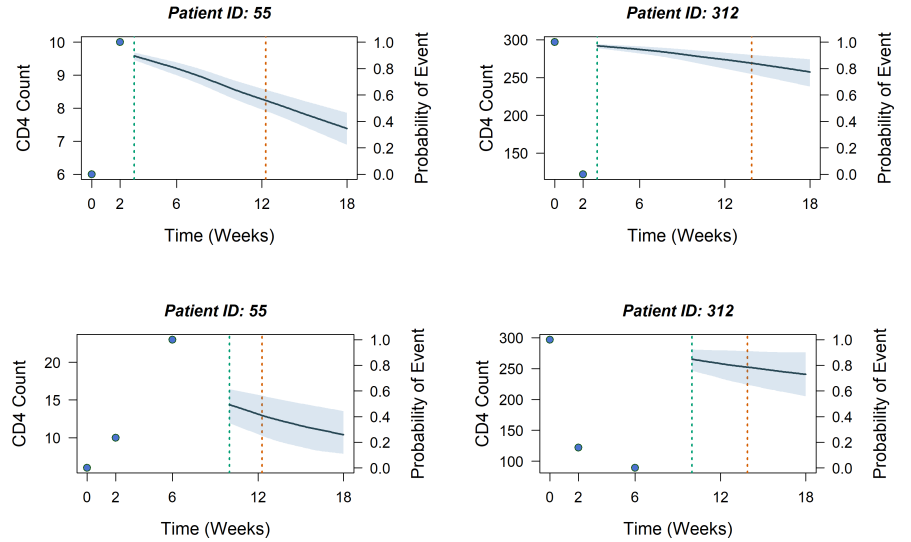 Patient ID: 55
10
9
8
7
6
CD4 Count
1.0
0.8
0.6
0.4
0.2
0.0
Probability of Event
0 2 6 12 18
Time (Weeks)
Patient ID: 312
300
250
200
150
CD4 Count
1.0
0.8
0.6
0.4
0.2
0.0
Probability of Event
0 2 6 12 18
Time (Weeks)
Patient ID: 55
20
15
10
CD4 Count
1.0
0.8
0.6
0.4
0.2
0.0
Probability of Event
0 2 6 12 18
Time (Weeks)
Patient ID: 312
300
250
200
150
100
CD4 Count
1.0
0.8
0.6
0.4
0.2
0.0
Probability of Event
0 2 6 12 18
Time (Weeks)